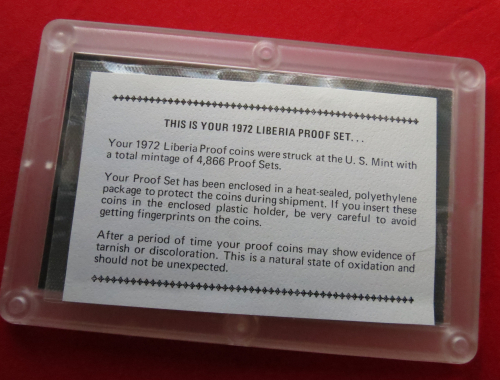 THIS IS YOUR 1972 LIBERIA PROOF SET...
Your 1972 Liberia Proof coins were struck at the U. S. Mint with
a total mintage of 4,866 Proof Sets.
Your Proof Set has been enclosed in a heat-sealed, polyethylene
package to protect the coins during shipment. If you insert these
coins in the enclosed plastic holder, be very careful to avoid
getting fingerprints on the coins.
After a period of time your proof coins may show evidence of
tarnish or discoloration. This is a natural state of oxidation and
should not be unexpected.